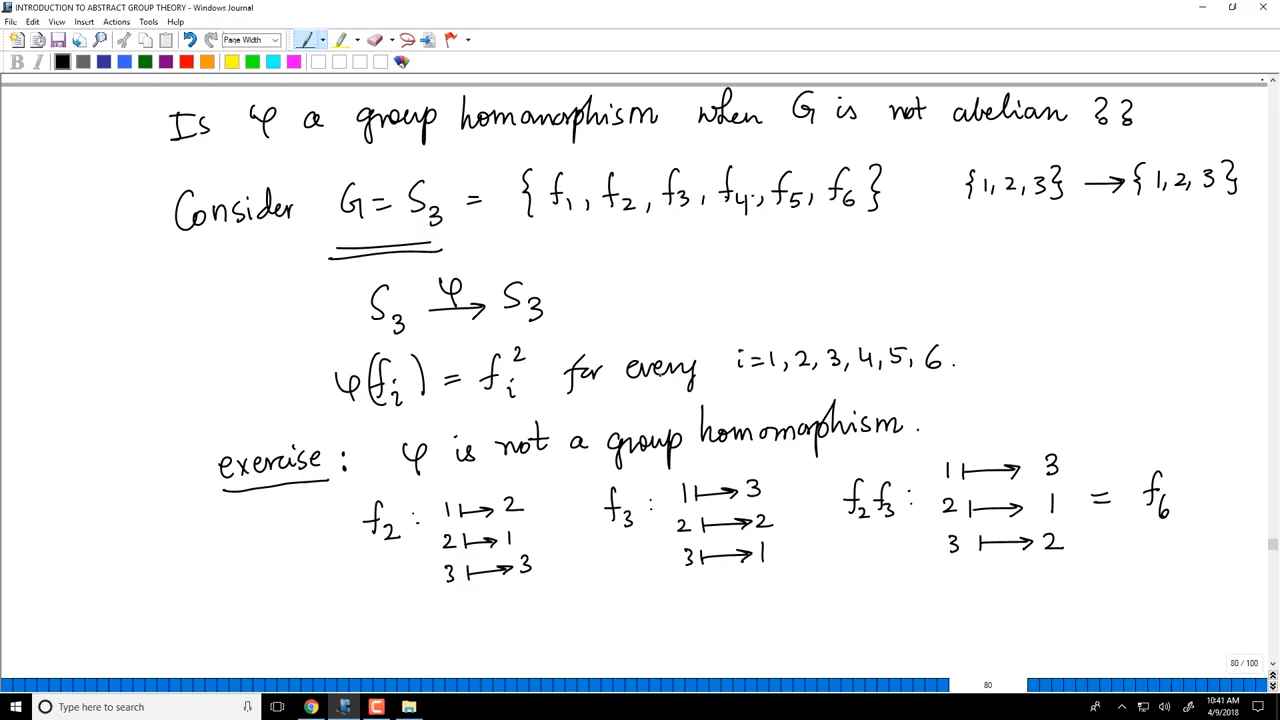 INTRODUCTION TO ABSTRACT GROUP THEORY - Windows Journal
File Edit View Insert Actions Tools Help
Page Width
B I
Is φ a group homomorphism when G is not abelian ??
Consider G = S₃ = { f₁, f₂, f₃, f₄, f₅, f₆ } {1, 2, 3} → {1, 2, 3}
S₃ →^φ S₃
φ(fᵢ) = fᵢ² for every i=1, 2, 3, 4, 5, 6.
exercise : φ is not a group homomorphism.
f₂ : 1 ↦ 2 f₃ : 1 ↦ 3 f₂f₃ : 1 ↦ 3
2 ↦ 1 2 ↦ 2 2 ↦ 1 = f₆
3 ↦ 3 3 ↦ 1 3 ↦ 2
80 / 100
80
Type here to search
10:41 AM
4/9/2018